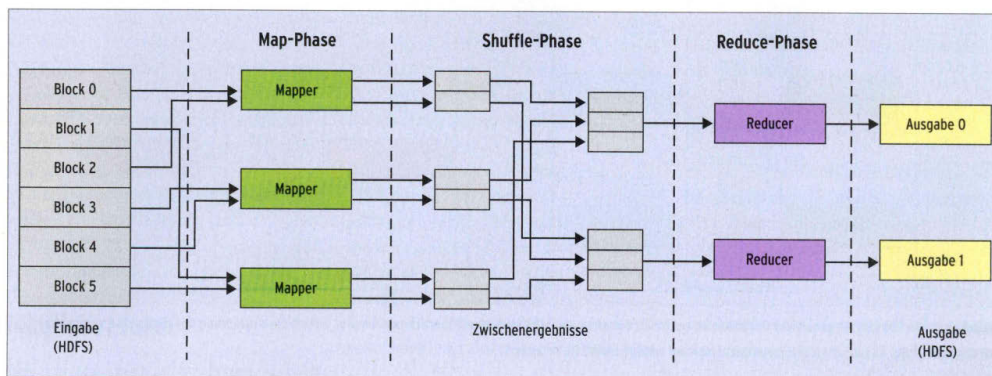 Map-Phase
Shuffle-Phase
Reduce-Phase
Block 0
Block 1
Block 2
Block 3
Block 4
Block 5
Mapper
Mapper
Mapper
Reducer
Reducer
Ausgabe 0
Ausgabe 1
Eingabe
(HDFS)
Zwischenergebnisse
Ausgabe
(HDFS)